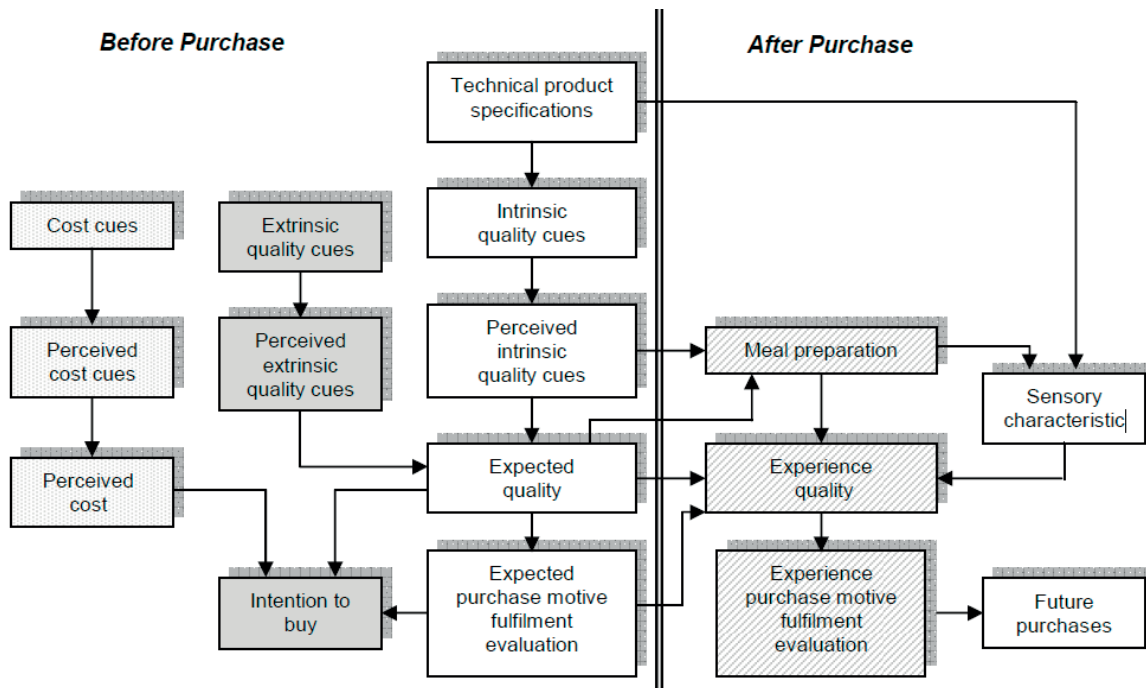 Before Purchase
After Purchase
Technical product
specifications
Cost cues
Extrinsic
quality cues
Intrinsic
quality cues
Perceived
cost cues
Perceived
extrinsic
quality cues
Perceived
intrinsic
quality cues
Meal preparation
Sensory
characteristic
Perceived
cost
Expected
quality
Experience
quality
Intention to
buy
Expected
purchase motive
fulfilment
evaluation
Experience
purchase motive
fulfilment
evaluation
Future
purchases